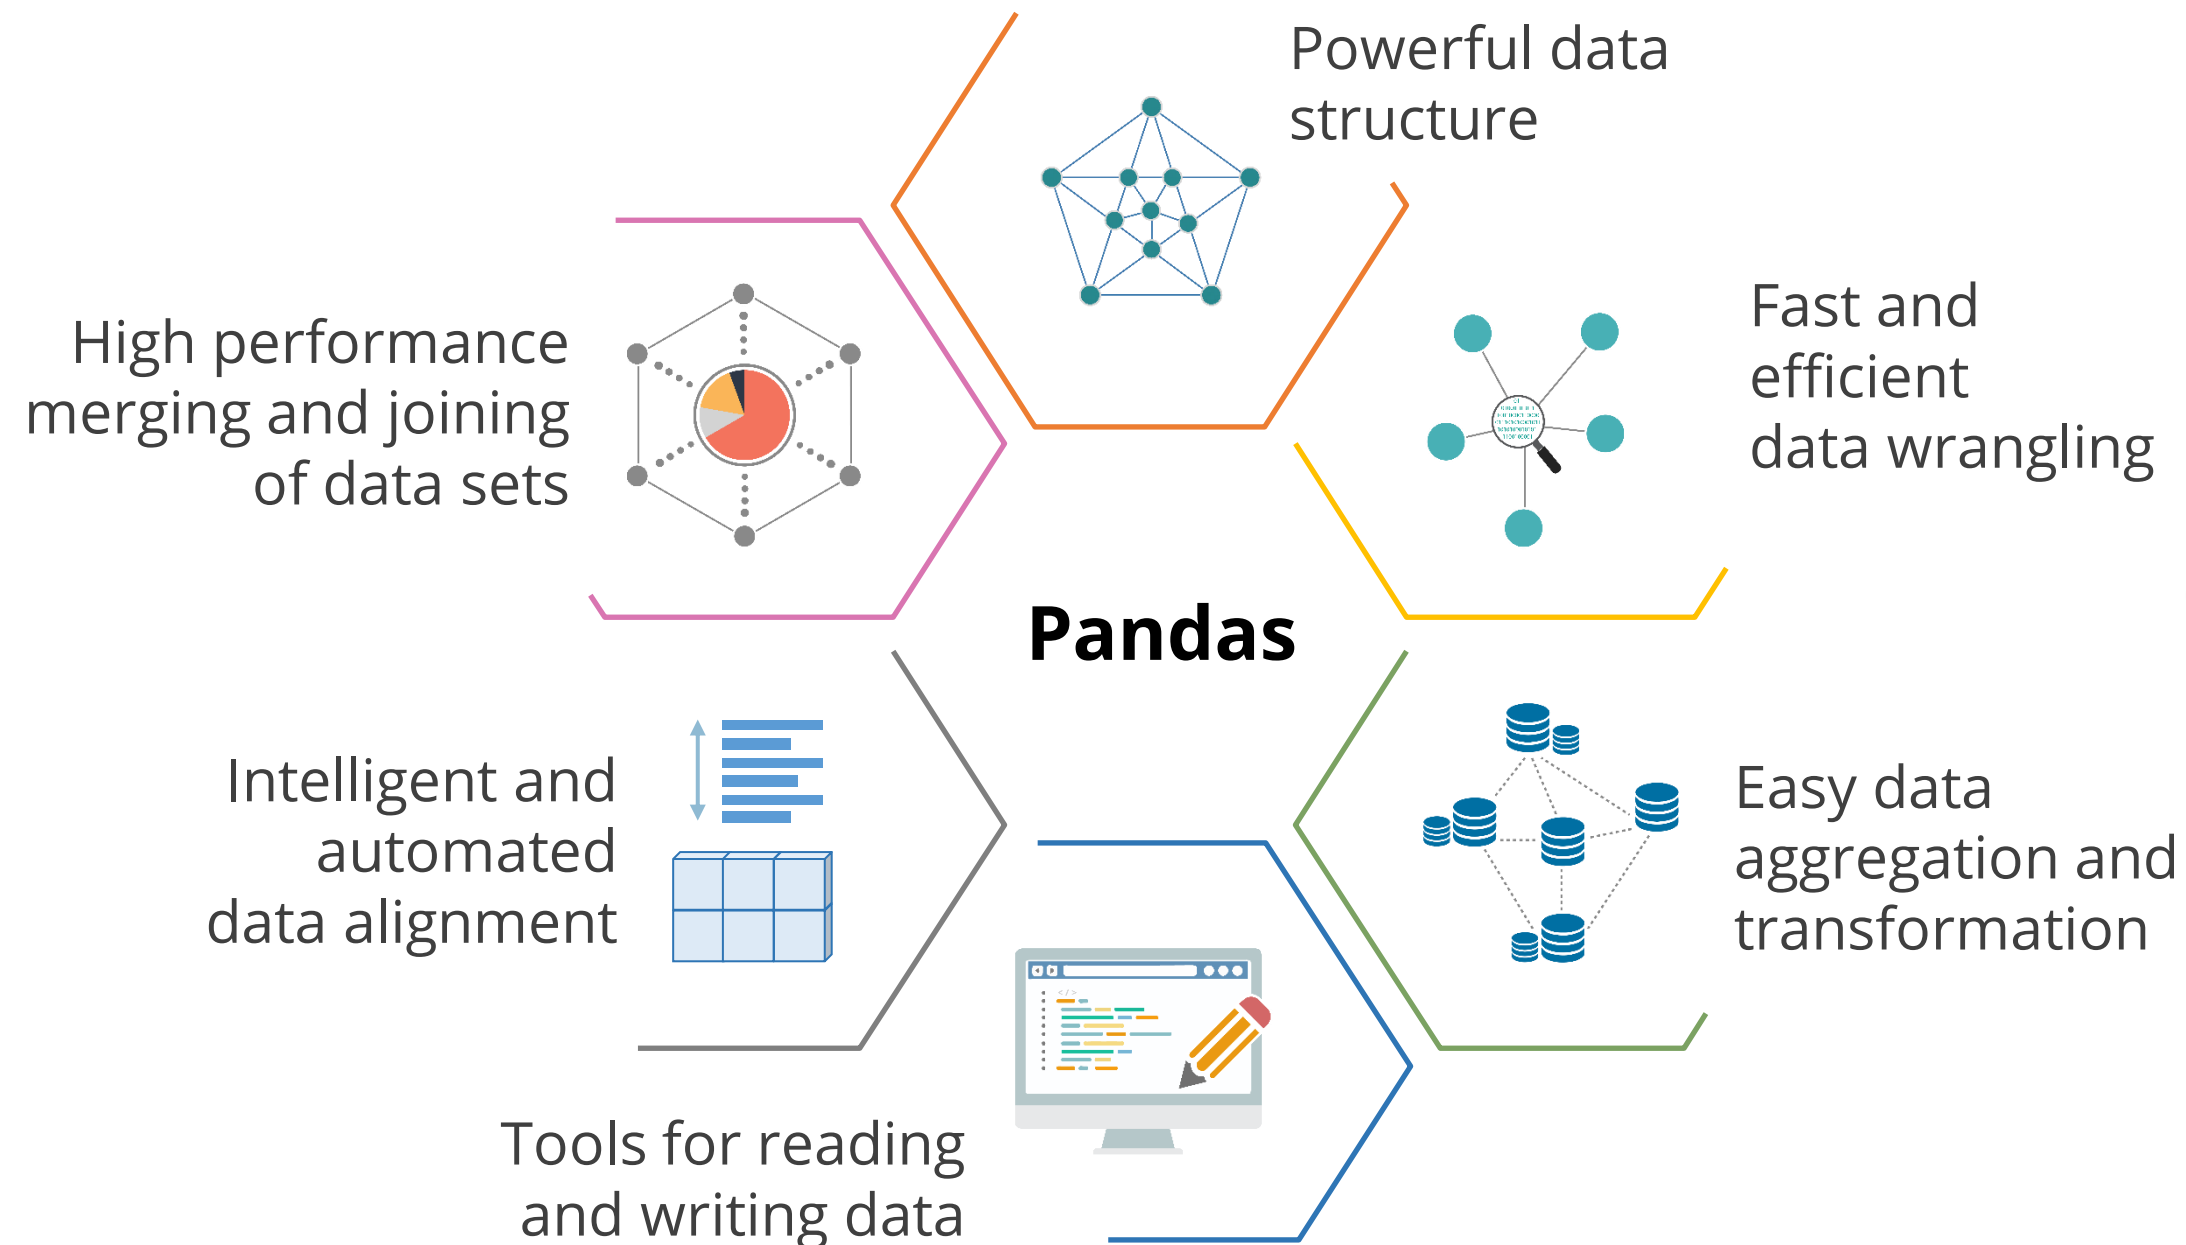 Powerful data
structure
Fast and
efficient
data wrangling
High performance
merging and joining
of data sets
Pandas
Easy data
aggregation and
transformation
Intelligent and
automated
data alignment
Tools for reading
and writing data